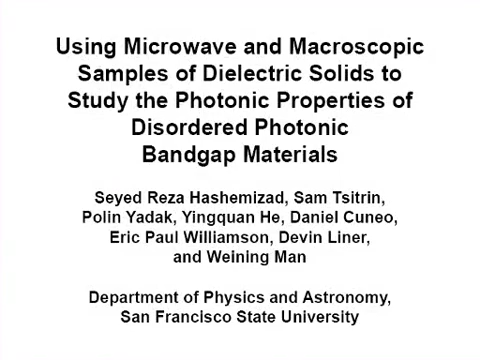 Using Microwave and Macroscopic
Samples of Dielectric Solids to
Study the Photonic Properties of
Disordered Photonic
Bandgap Materials
Seyed Reza Hashemizad, Sam Tsitrin,
Polin Yadak, Yingquan He, Daniel Cuneo,
Eric Paul Williamson, Devin Liner,
and Weining Man
Department of Physics and Astronomy,
San Francisco State University